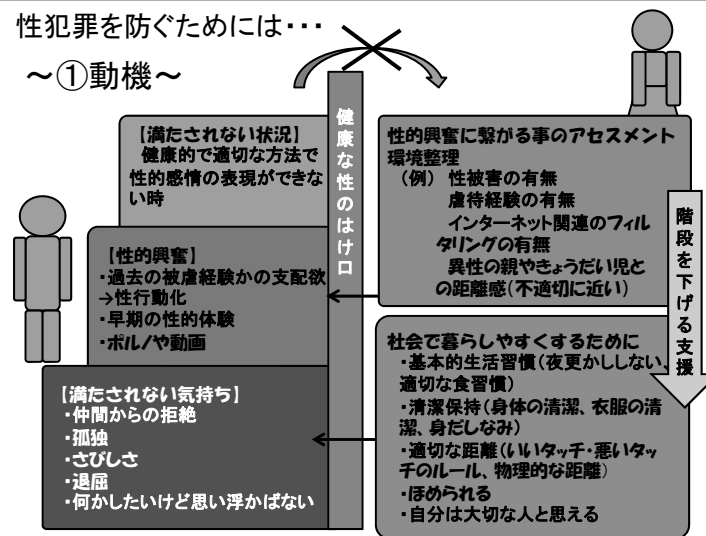 性犯罪を防ぐためには・・・
～①動機～
健康な性のはけ口
【満たされない状況】
健康的で適切な方法で
性的感情の表現ができな
い時
【性的興奮】
・過去の被虐経験かの支配欲
→性行動化
・早期の性的体験
・ポルノや動画
【満たされない気持ち】
・仲間からの拒絶
・孤独
・さびしさ
・退屈
・何かしたいけど思い浮かばない
性的興奮に繋がる事のアセスメント
環境整理
（例） 性被害の有無
虐待経験の有無
インターネット関連のフィル
タリングの有無
異性の親やきょうだい児と
の距離感（不適切に近い）
社会で暮らしやすくするために
・基本的生活習慣（夜更かししない、
適切な食習慣）
・清潔保持（身体の清潔、衣服の清
潔、身だしなみ）
・適切な距離（いいタッチ・悪いタッ
チのルール、物理的な距離）
・ほめられる
・自分は大切な人と思える
階段を下げる支援